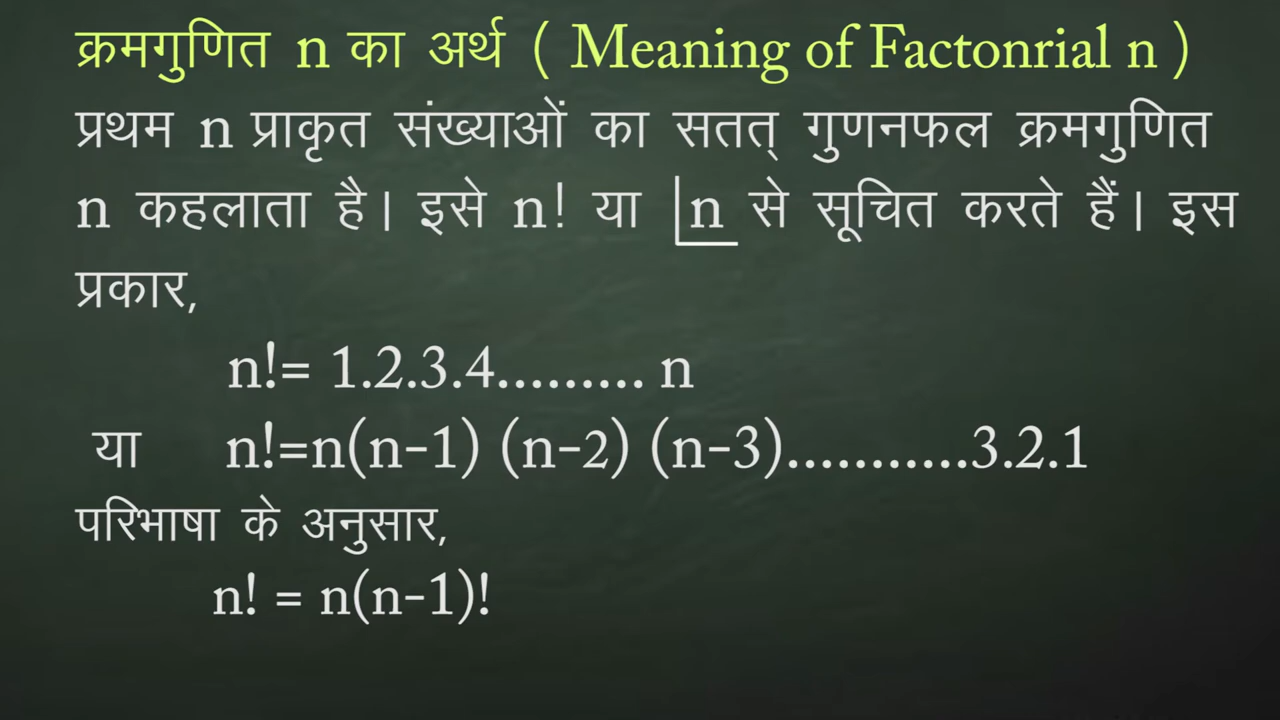 क्रमगुणित n का अर्थ ( Meaning of Factonrial n )
प्रथम n प्राकृत संख्याओं का सतत् गुणनफल क्रमगुणित
n कहलाता है। इसे n! या |n से सूचित करते हैं। इस
प्रकार,
n!= 1.2.3.4......... n
या n!=n(n-1) (n-2) (n-3)...........3.2.1
परिभाषा के अनुसार,
n! = n(n-1)!